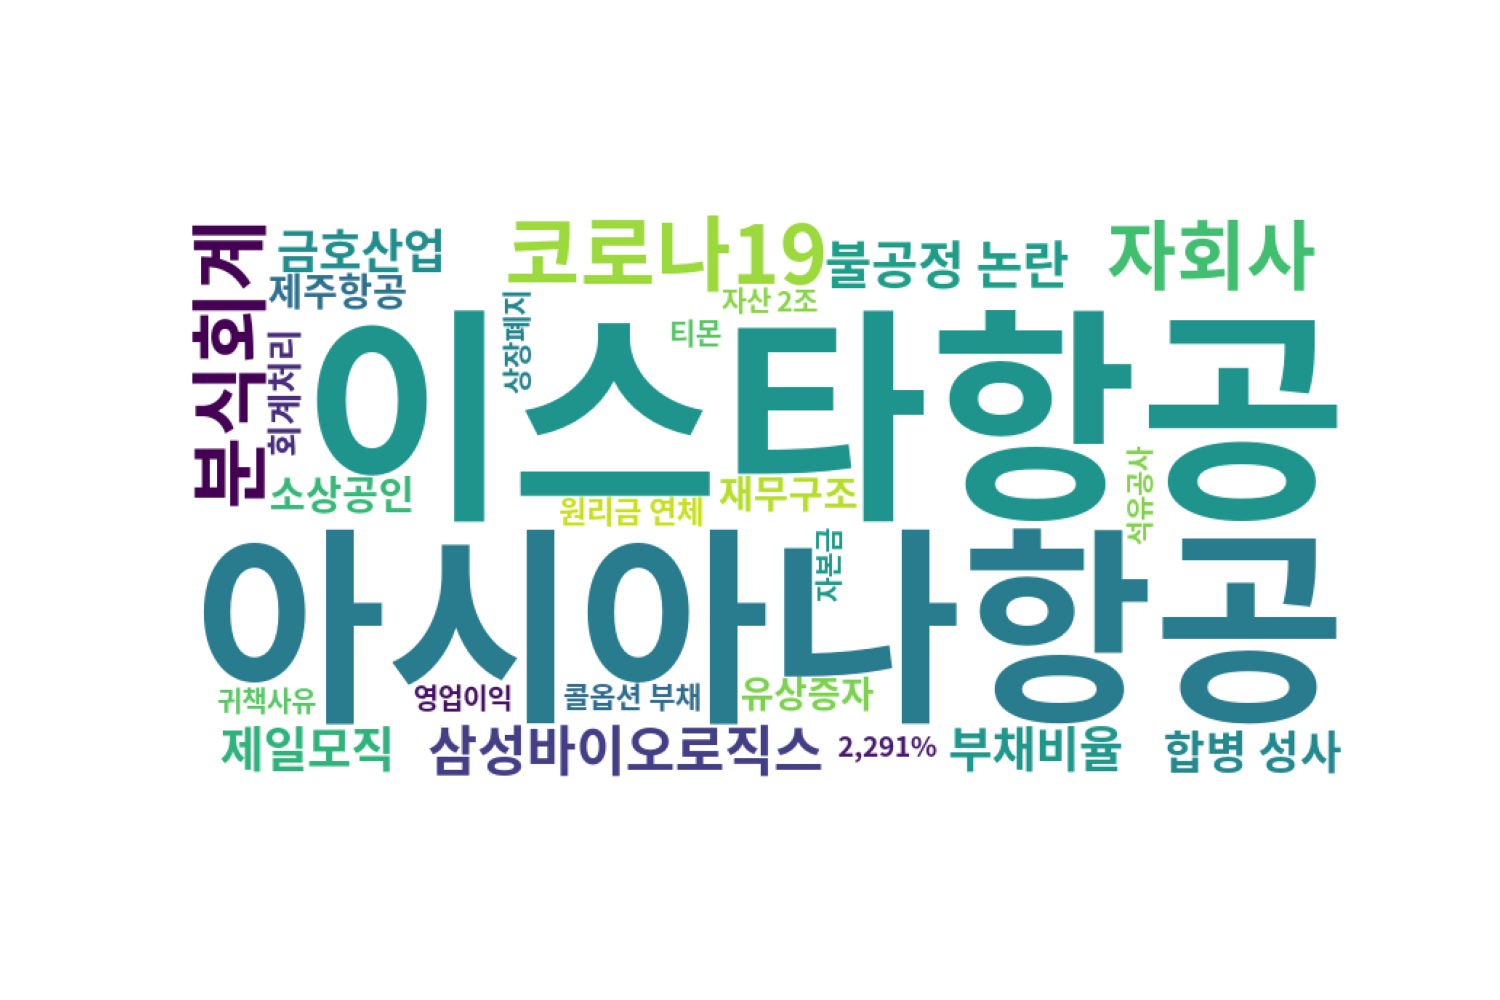 분식회계
금호산업
코로나19
불공정 논란
자회사
제주항공
자산 2조
상장폐지
티몬
회계처리
이스타항공
소상공인
원리금 연체
재무구조
석유공사
아시아나항공
자본금
귀책사유
영업이익
콜옵션 부채
유상증자
제일모직
삼성바이오로직스
2,291%
부채비율
합병 성사